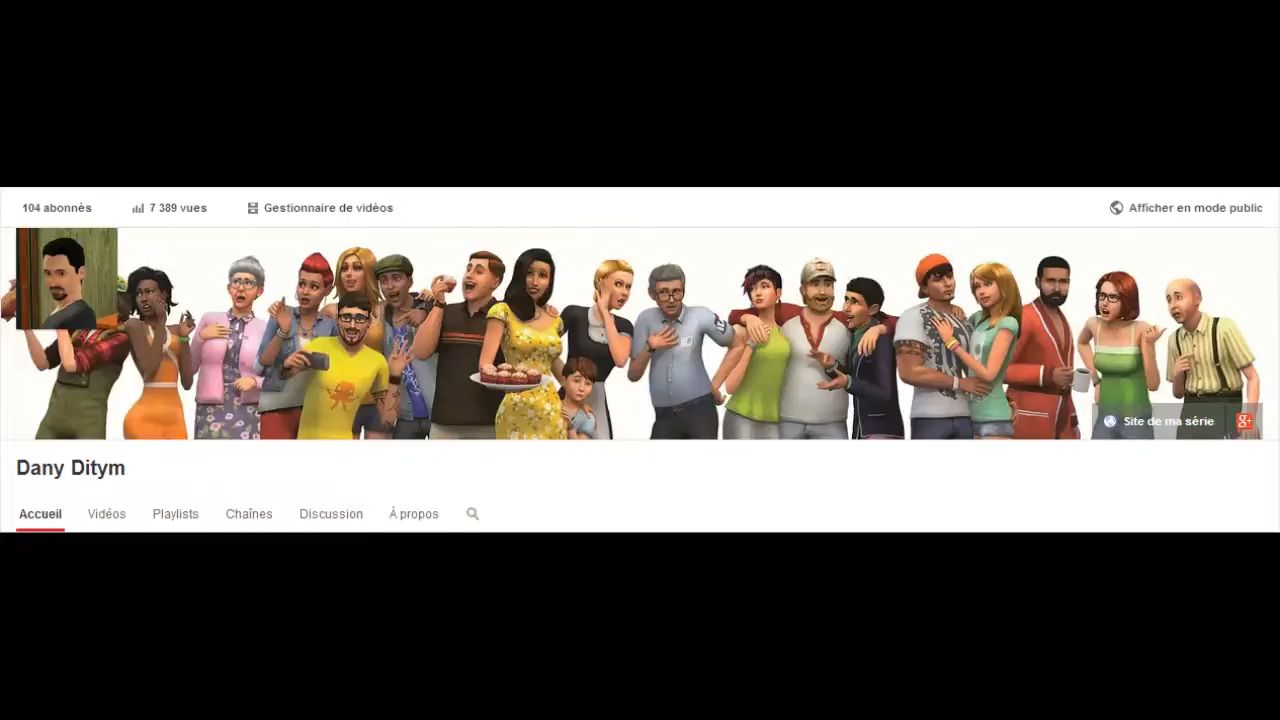 104 abonnés 7 389 vues Gestionnaire de vidéos Afficher en mode public
Site de ma série g+
Dany Ditym
Accueil Vidéos Playlists Chaînes Discussion À propos